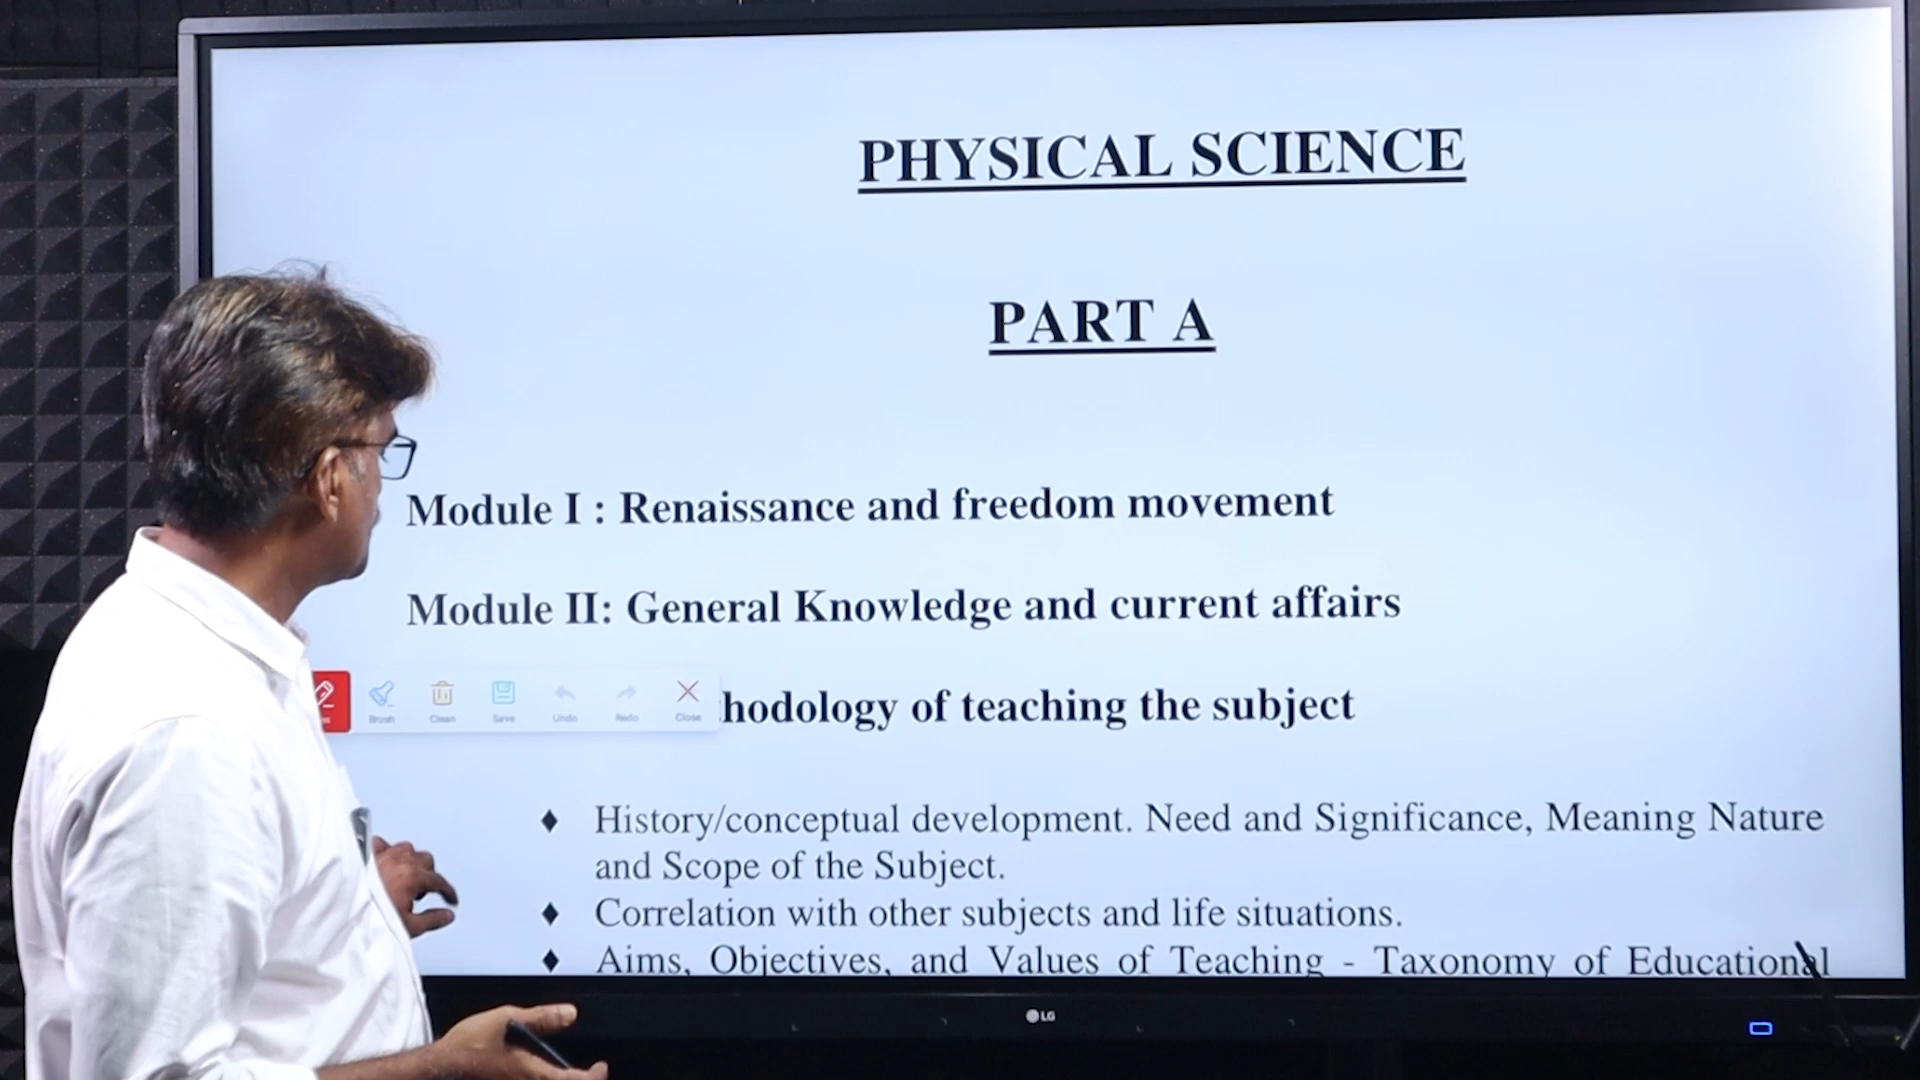 PHYSICAL SCIENCE
PART A
Module I : Renaissance and freedom movement
Module II: General Knowledge and current affairs
Brush Clean Save Undo Redo Close
hodology of teaching the subject
♦ History/conceptual development. Need and Significance, Meaning Nature
and Scope of the Subject.
♦ Correlation with other subjects and life situations.
♦ Aims, Objectives, and Values of Teaching - Taxonomy of Educational
LG